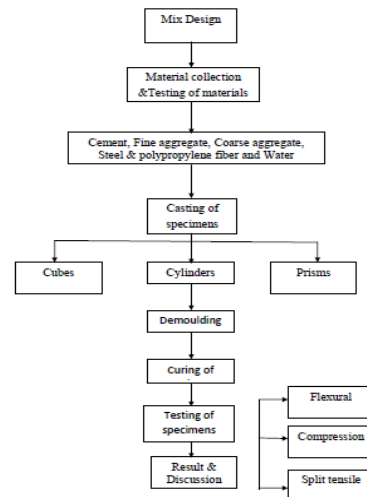 Mix Design
Material collection
&Testing of materials
Cement, Fine aggregate, Coarse aggregate,
Steel & polypropylene fiber and Water
Casting of
specimens
Cubes
Cylinders
Prisms
Demoulding
Curing of
Testing of
specimens
Result &
Discussion
Flexural
Compression
Split tensile